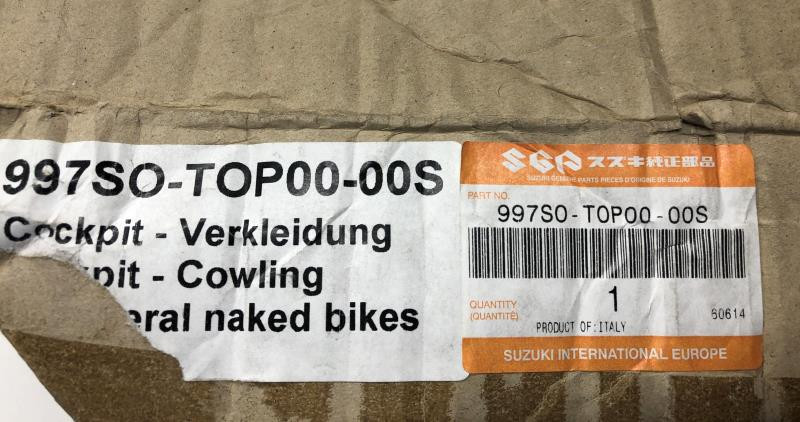 997SO-TOP00-00S
Cockpit - Verkleidung
pit - Cowling
eral naked bikes
SGP スズキ純正部品
SUZUKI GENUINE PARTS PIECES D'ORIGINE DE SUZUKI
PART NO.
997SO-TOP00-00S
QUANTITY
(QUANTITÉ)
1
60614
PRODUCT OF:ITALY
SUZUKI INTERNATIONAL EUROPE